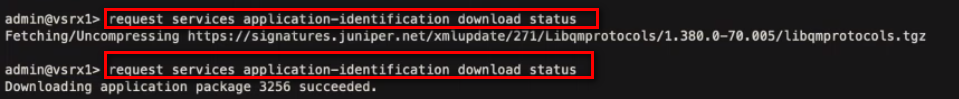 admin@vsrx1> request services application-identification download status
Fetching/Uncompressing https://signatures.juniper.net/xmlupdate/271/Libqmprotocols/1.380.0-70.005/libqmprotocols.tgz
admin@vsrx1> request services application-identification download status
Downloading application package 3256 succeeded.